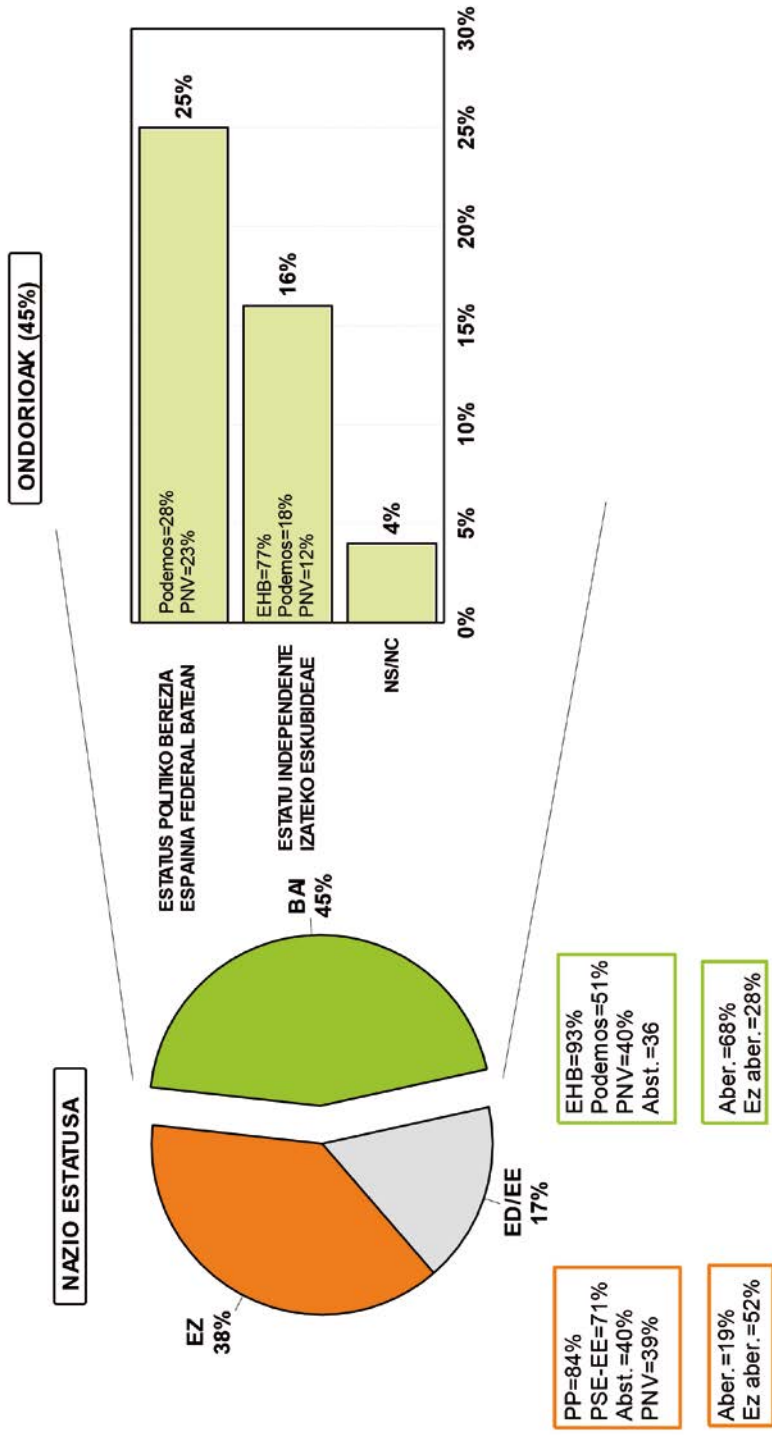 NAZIO ESTATUSA
EZ
38%
ED/EE
17%
BAI
45%
PP=84%
PSE-EE=71%
Abst.=40%
PNV=39%
Aber.=19%
Ez aber.=52%
EHB=93%
Podemos=51%
PNV=40%
Abst.=36
Aber.=68%
Ez aber.=28%
ONDORIOAK (45%)
ESTATUS POLITIKO BEREZIA
ESPAINIA FEDERAL BATEAN
Podemos=28%
PNV=23%
25%
ESTATU INDEPENDENTE
IZATEKO ESKUBIDEAE
EHB=77%
Podemos=18%
PNV=12%
16%
NS/NC
4%
0%
5%
10%
15%
20%
25%
30%